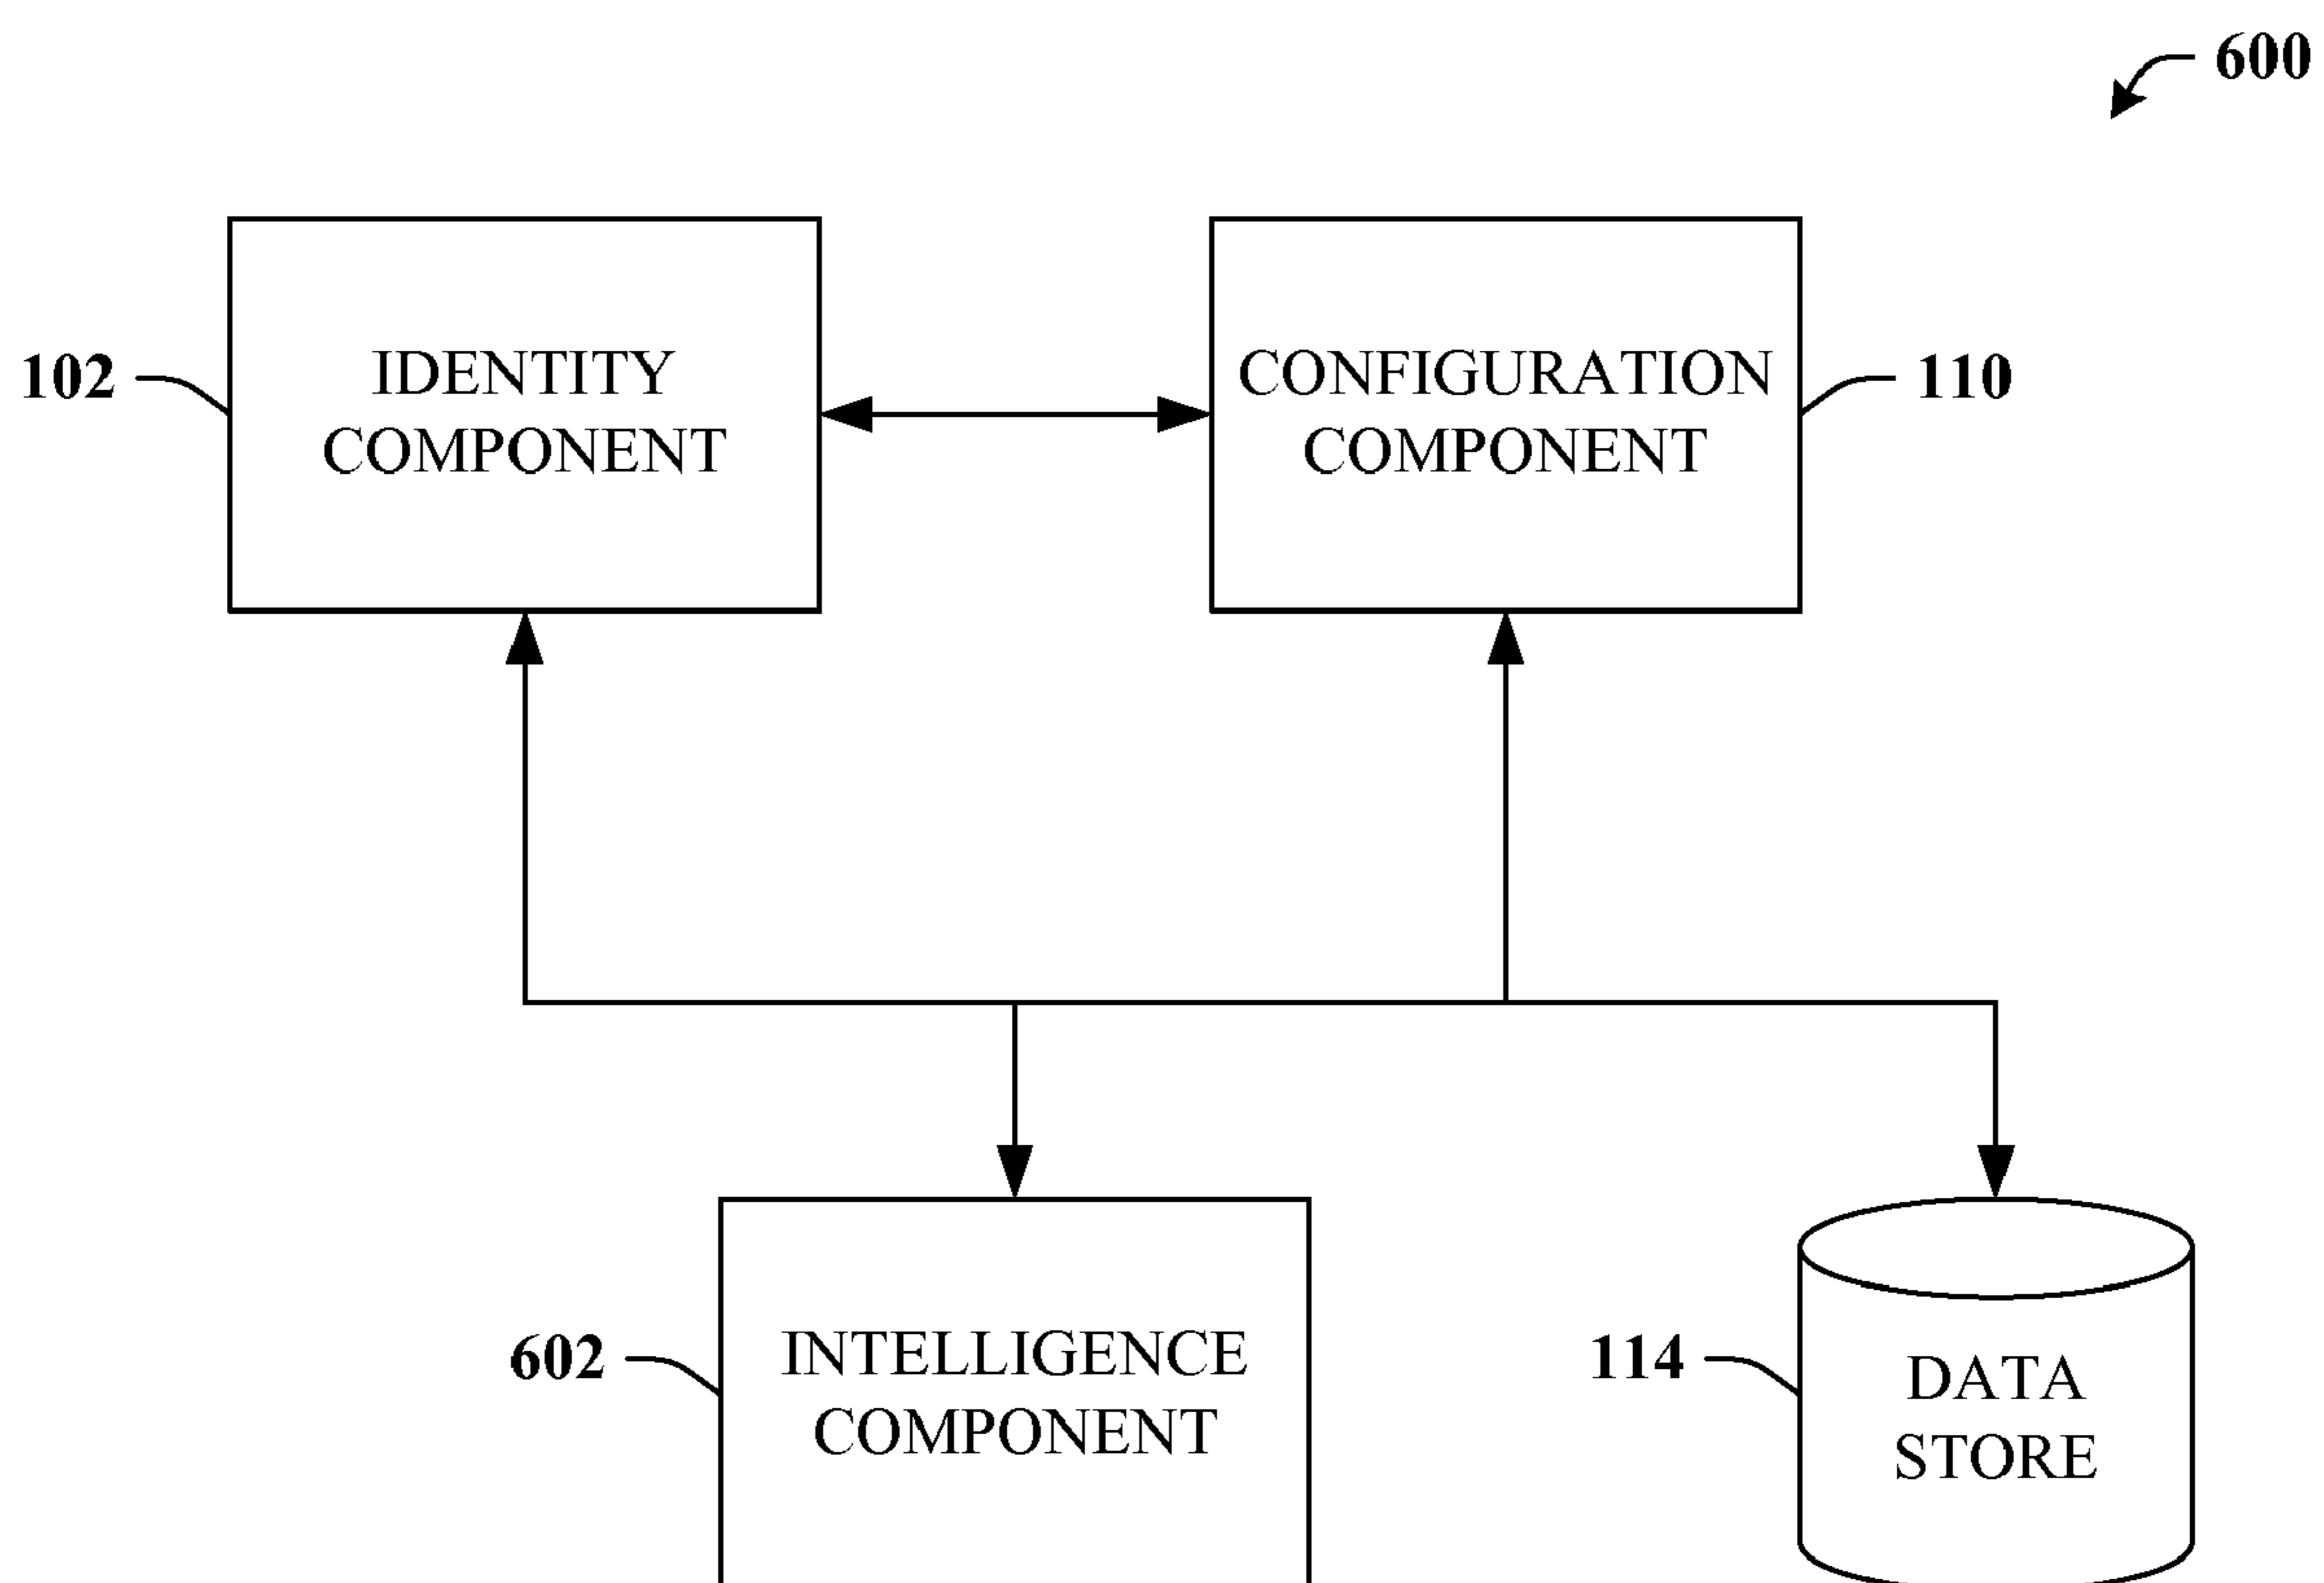 600
IDENTITY
COMPONENT
102
CONFIGURATION
COMPONENT
110
INTELLIGENCE
COMPONENT
602
114
DATA
STORE